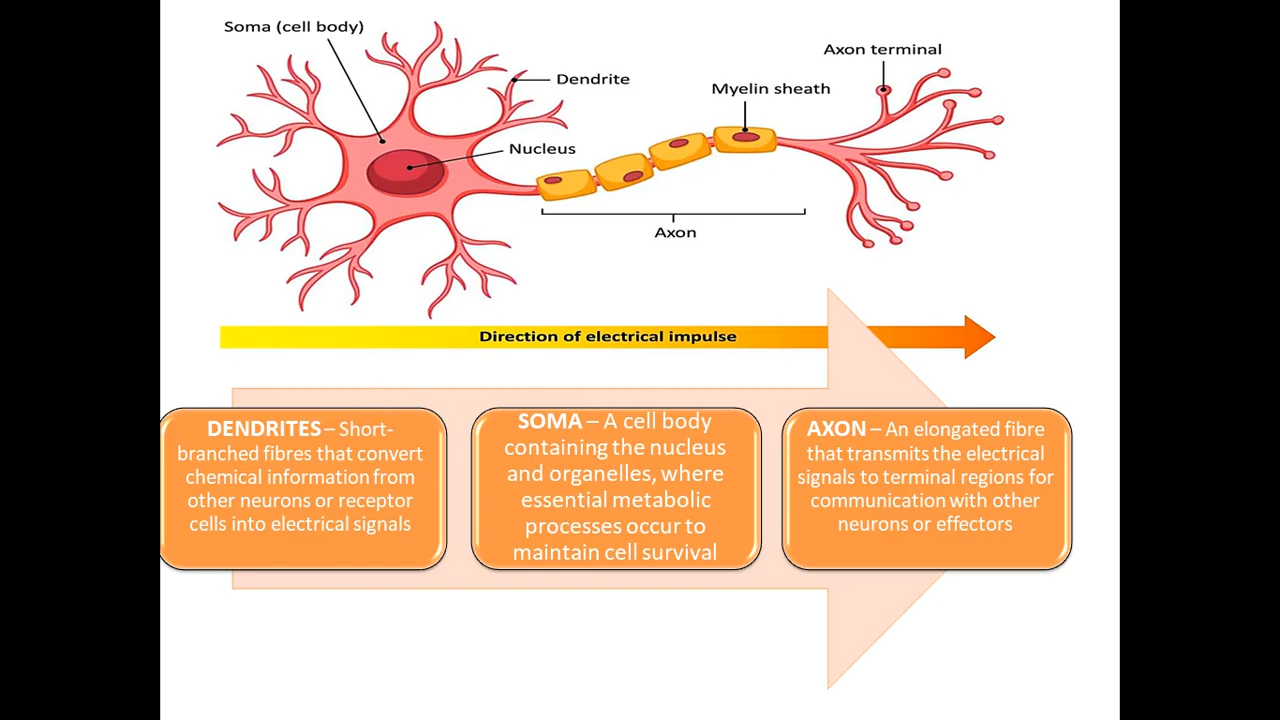 Soma (cell body)
Axon terminal
Dendrite
Myelin sheath
Nucleus
Axon
Direction of electrical impulse
DENDRITES – Short-
branched fibres that convert
chemical information from
other neurons or receptor
cells into electrical signals
SOMA – A cell body
containing the nucleus
and organelles, where
essential metabolic
processes occur to
maintain cell survival
AXON – An elongated fibre
that transmits the electrical
signals to terminal regions for
communication with other
neurons or effectors